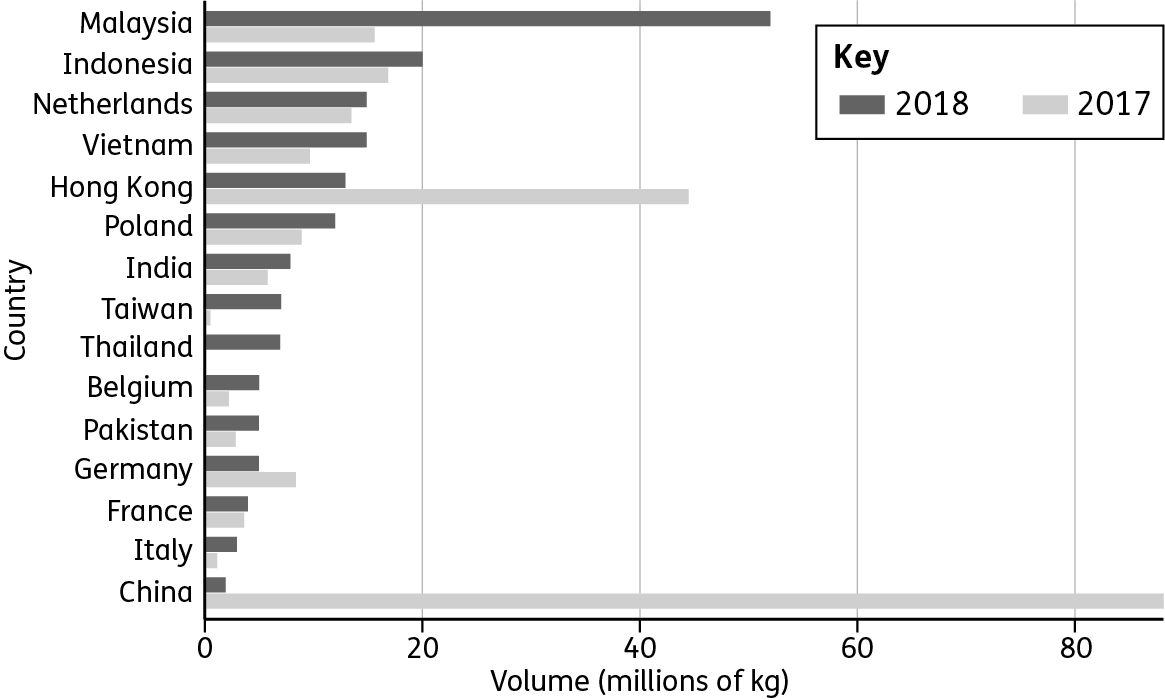 Malaysia
Indonesia
Netherlands
Vietnam
Hong Kong
Poland
India
Taiwan
Thailand
Belgium
Pakistan
Germany
France
Italy
China
Country
0 20 40 60 80
Volume (millions of kg)
Key
2018 2017